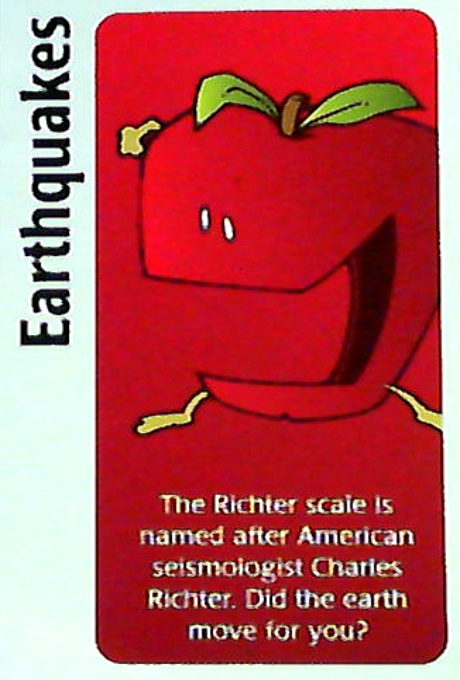 Earthquakes
The Richter scale is
named after American
seismologist Charles
Richter. Did the earth
move for you?